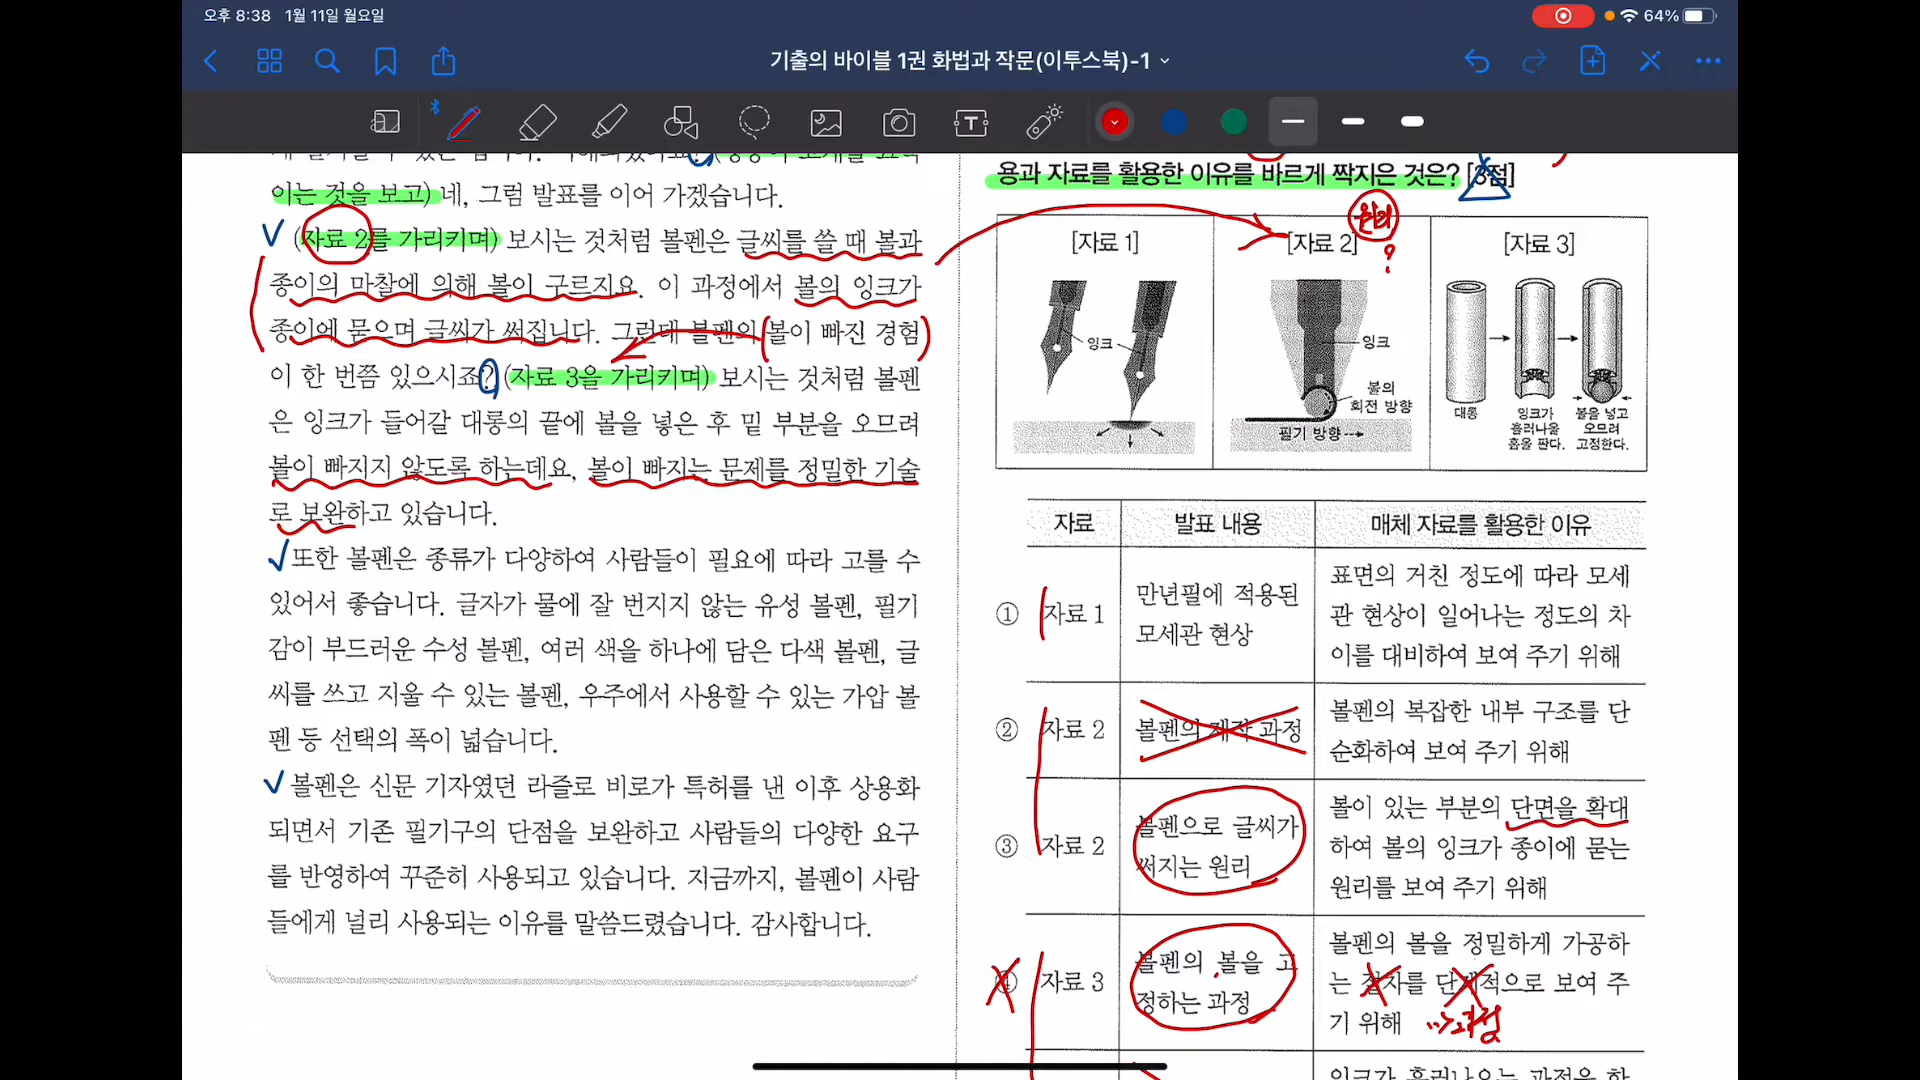 오후 8:38 1월 11일 월요일
64%
기출의 바이블 1권 화법과 작문(이투스북)-1
이는 것을 보고) 네, 그럼 발표를 이어 가겠습니다.
(자료 2를 가리키며) 보시는 것처럼 볼펜은 글씨를 쓸 때 볼과
종이의 마찰에 의해 볼이 구르지요. 이 과정에서 볼의 잉크가
종이에 묻으며 글씨가 써집니다. 그런데 볼펜의 볼이 빠진 경험
이 한 번쯤 있으시죠? (자료 3을 가리키며) 보시는 것처럼 볼펜
은 잉크가 들어갈 대롱의 끝에 볼을 넣은 후 밑 부분을 오므려
볼이 빠지지 않도록 하는데요, 볼이 빠지는 문제를 정밀한 기술
로 보완하고 있습니다.
또한 볼펜은 종류가 다양하여 사람들이 필요에 따라 고를 수
있어서 좋습니다. 글자가 물에 잘 번지지 않는 유성 볼펜, 필기
감이 부드러운 수성 볼펜, 여러 색을 하나에 담은 다색 볼펜, 글
씨를 쓰고 지울 수 있는 볼펜, 우주에서 사용할 수 있는 가압 볼
펜 등 선택의 폭이 넓습니다.
볼펜은 신문 기자였던 라즐로 비로가 특허를 낸 이후 상용화
되면서 기존 필기구의 단점을 보완하고 사람들의 다양한 요구
를 반영하여 꾸준히 사용되고 있습니다. 지금까지, 볼펜이 사람
들에게 널리 사용되는 이유를 말씀드렸습니다. 감사합니다.
용과 자료를 활용한 이유를 바르게 짝지은 것은? [3점]
원리
?
[자료 1]
잉크
[자료 2]
잉크
볼의
회전 방향
필기 방향
[자료 3]
대롱
잉크가
흘러나올
홈을 판다.
볼을 넣고
오므려
고정한다.
자료 발표 내용 매체 자료를 활용한 이유
① 자료 1
만년필에 적용된
모세관 현상
표면의 거친 정도에 따라 모세
관 현상이 일어나는 정도의 차
이를 대비하여 보여 주기 위해
② 자료 2
볼펜의 제작 과정
볼펜의 복잡한 내부 구조를 단
순화하여 보여 주기 위해
③ 자료 2
볼펜으로 글씨가
써지는 원리
볼이 있는 부분의 단면을 확대
하여 볼의 잉크가 종이에 묻는
원리를 보여 주기 위해
④ 자료 3
볼펜의 볼을 고
정하는 과정
볼펜의 볼을 정밀하게 가공하
는 절차를 단계적으로 보여 주
기 위해